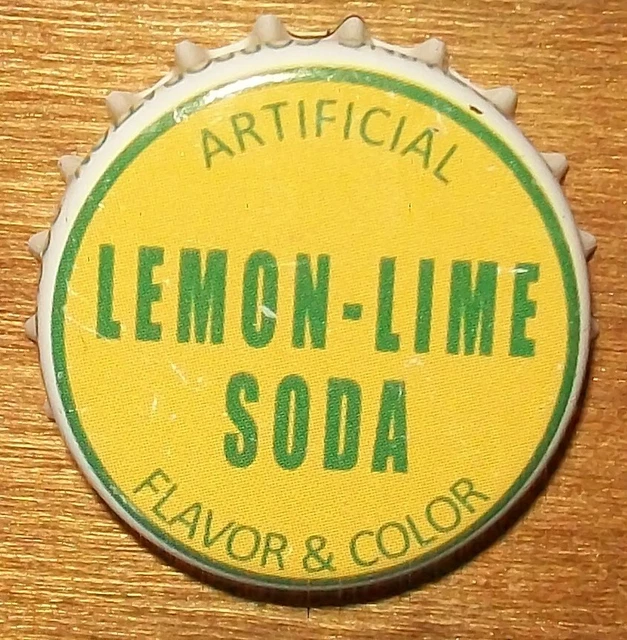 ARTIFICIAL
LEMON-LIME
SODA
FLAVOR & COLOR